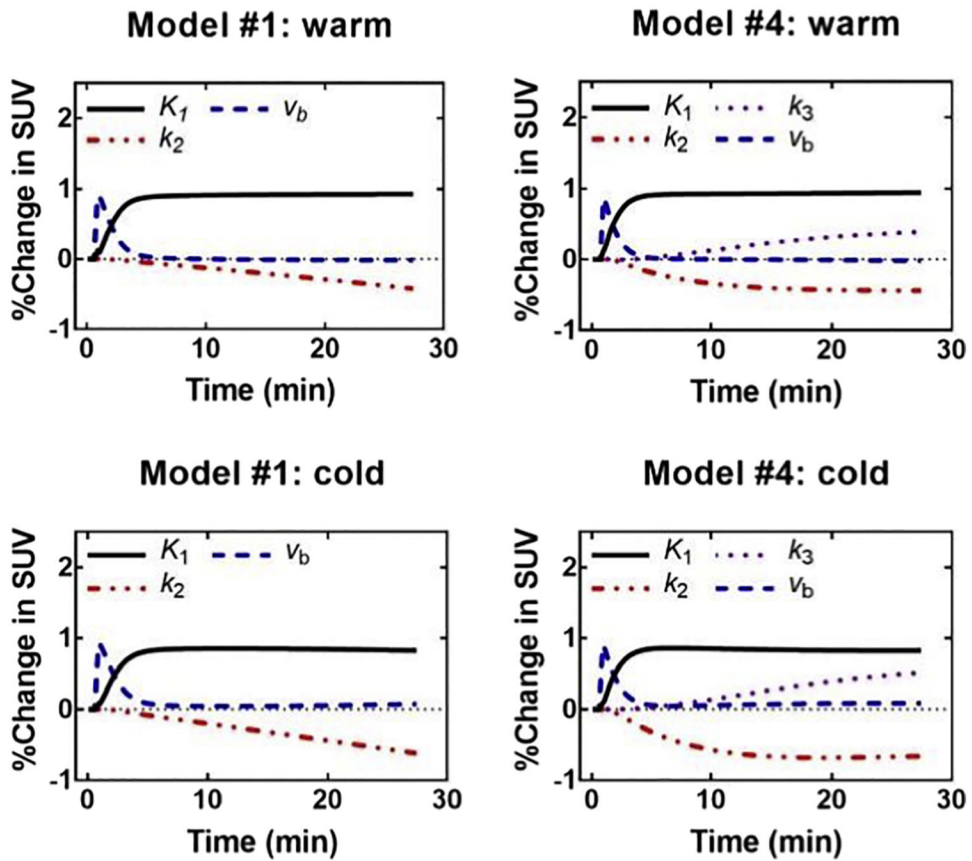 Model #1: warm
%Change in SUV
2
1
0
-1
K1 vb
k2
0 10 20 30
Time (min)
Model #4: warm
%Change in SUV
2
1
0
-1
K1 k3
k2 vb
0 10 20 30
Time (min)
Model #1: cold
%Change in SUV
2
1
0
-1
K1 vb
k2
0 10 20 30
Time (min)
Model #4: cold
%Change in SUV
2
1
0
-1
K1 k3
k2 vb
0 10 20 30
Time (min)